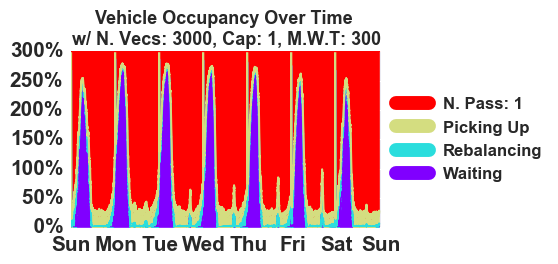 Vehicle Occupancy Over Time
w/ N. Vecs: 3000, Cap: 1, M.W.T: 300
300%
250%
200%
150%
100%
50%
0%
Sun Mon Tue Wed Thu Fri Sat Sun
N. Pass: 1
Picking Up
Rebalancing
Waiting